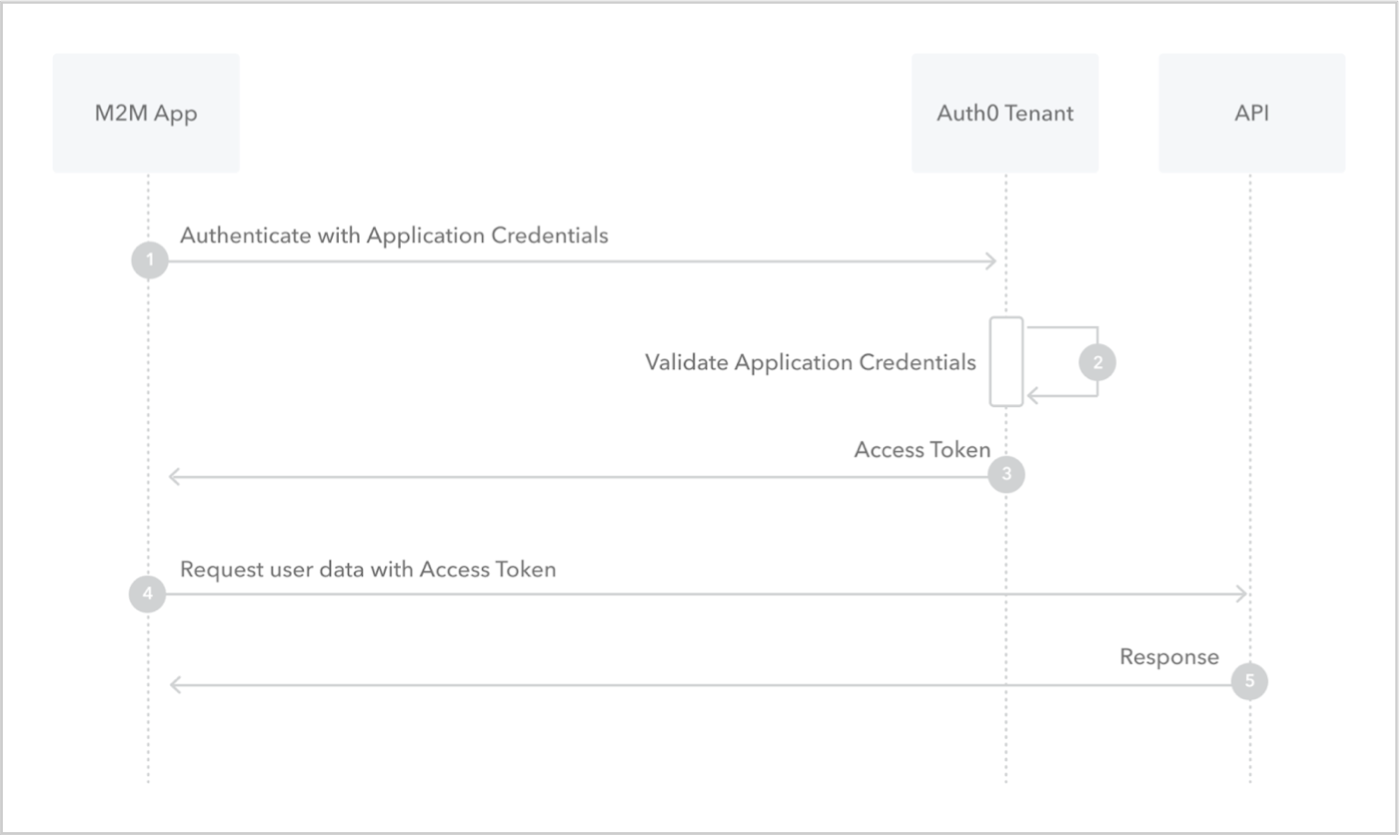 M2M App
Auth0 Tenant
API
Authenticate with Application Credentials
1
Validate Application Credentials
2
Access Token
3
Request user data with Access Token
4
Response
5